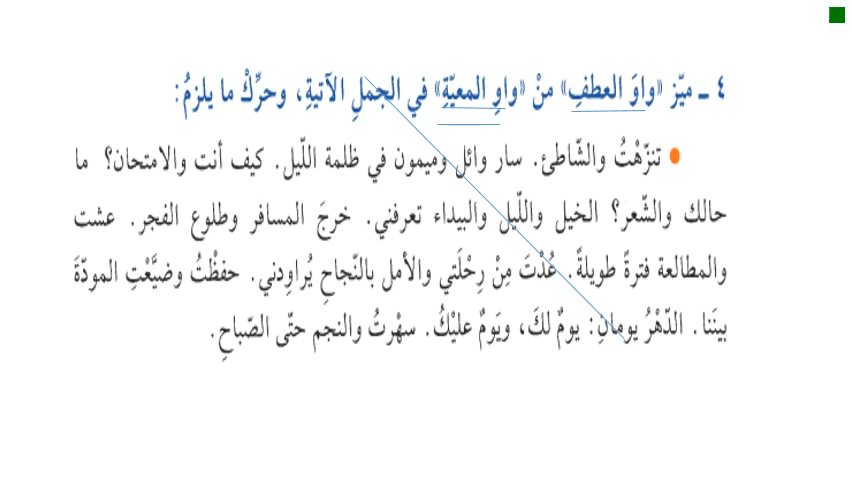 ٤ ــ ميّز «واوَ العطفِ» منْ «واوِ المعيّةِ» في الجملِ الآتيةِ، وحرِّكْ ما يلزمُ:
● تنزّهْتُ والشّاطئ. سار وائل وميمون في ظلمة اللّيل. كيف أنت والامتحان؟ ما
حالك والشّعر؟ الخيل واللّيل والبيداء تعرفني. خرجَ المسافر وطلوع الفجر. عشت
والمطالعة فترةً طويلةً. عُدْتَ مِنْ رِحْلَتي والأمل بالنّجاحِ يُراوِدني. حفظْتُ وضيَّعْتِ المودّةَ
بينَنا. الدّهْرُ يومانِ: يومٌ لكَ، ويَومٌ عليْكُ. سهْرتُ والنجم حتّى الصّباحِ.